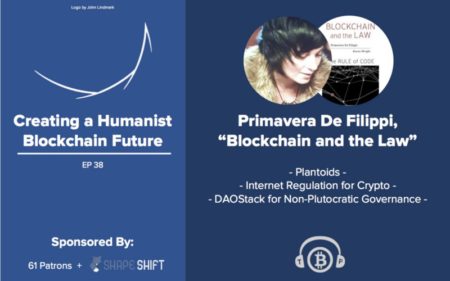 Logo by John Lindmark
Creating a Humanist
Blockchain Future
EP 38
Sponsored By:
61 Patrons + SHAPESHIFT
BLOCKCHAIN
and the LAW
Primavera De Filippi
Aaron Wright
THE RULE OF CODE
Primavera De Filippi,
“Blockchain and the Law”
- Plantoids -
- Internet Regulation for Crypto -
- DAOStack for Non-Plutocratic Governance -
T B P